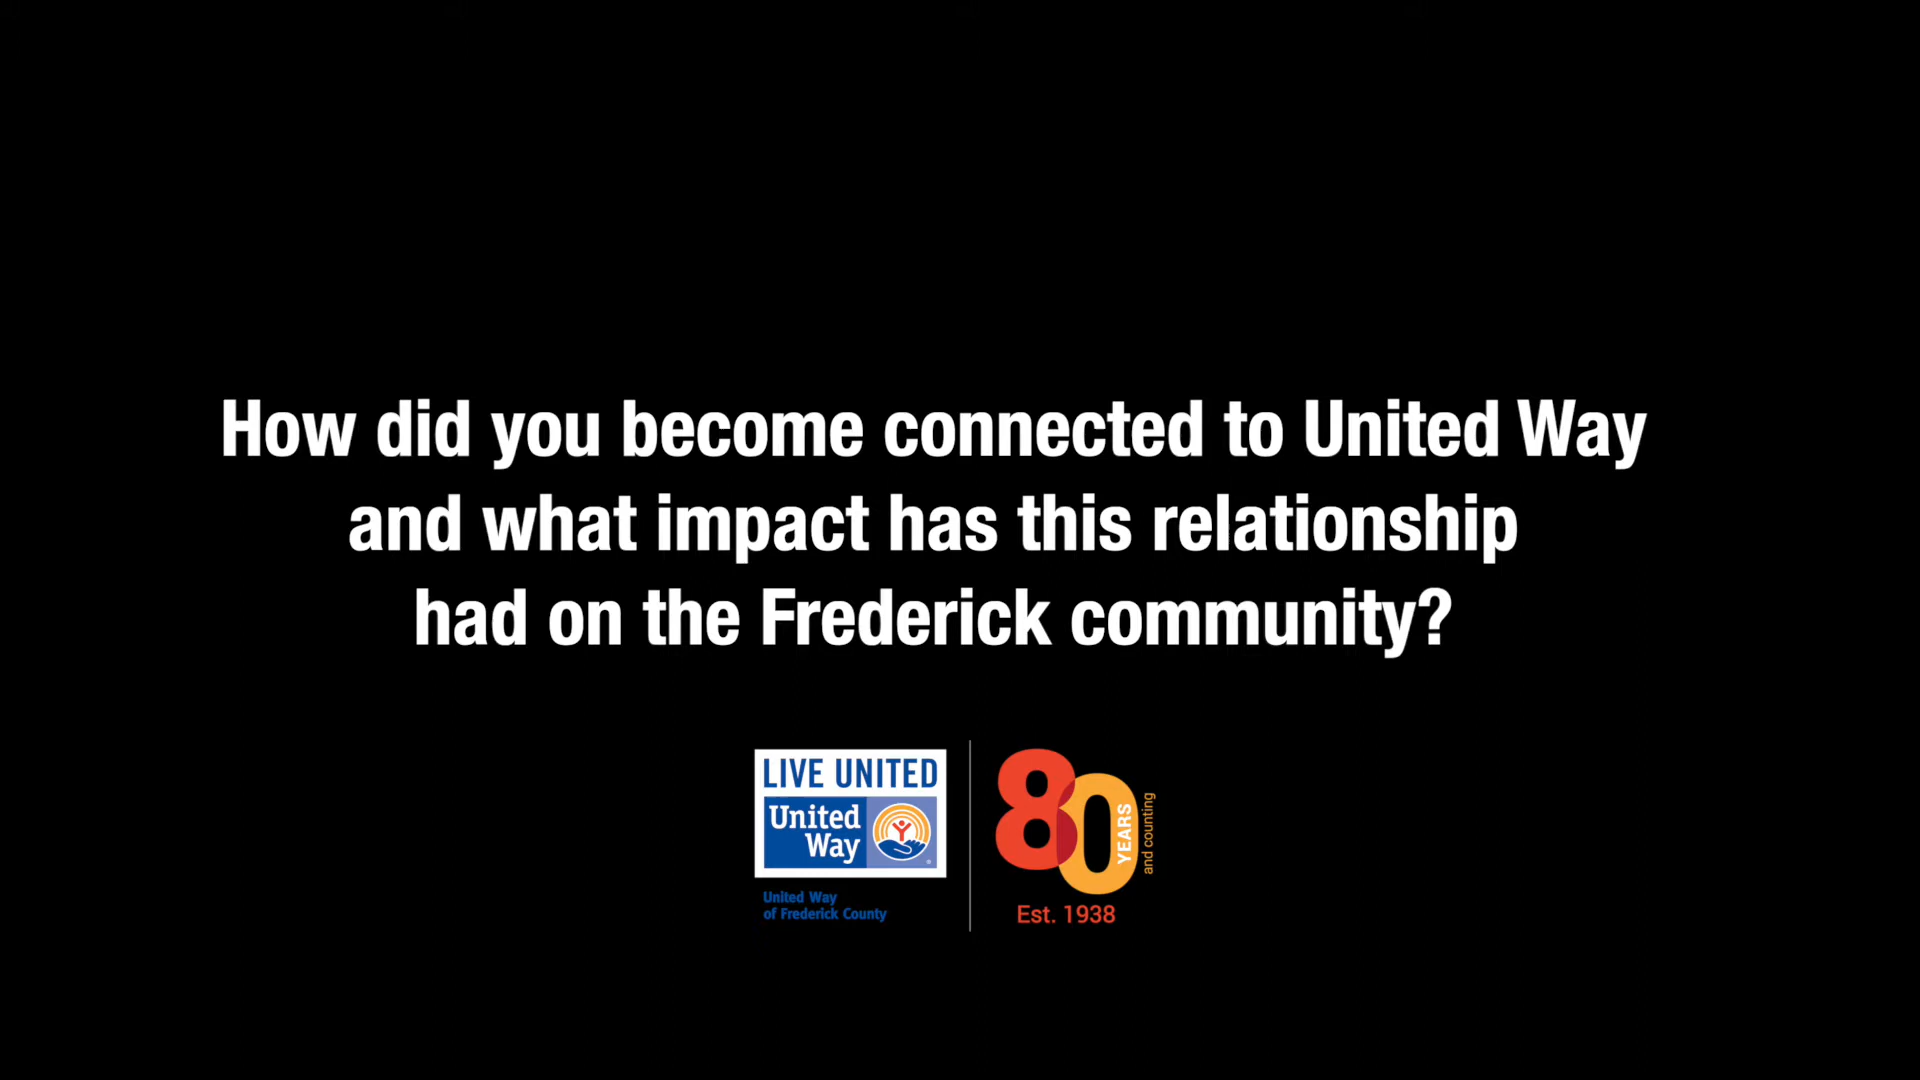 How did you become connected to United Way
and what impact has this relationship
had on the Frederick community?
LIVE UNITED
United
Way
United Way
of Frederick County
80
YEARS
and counting
Est. 1938